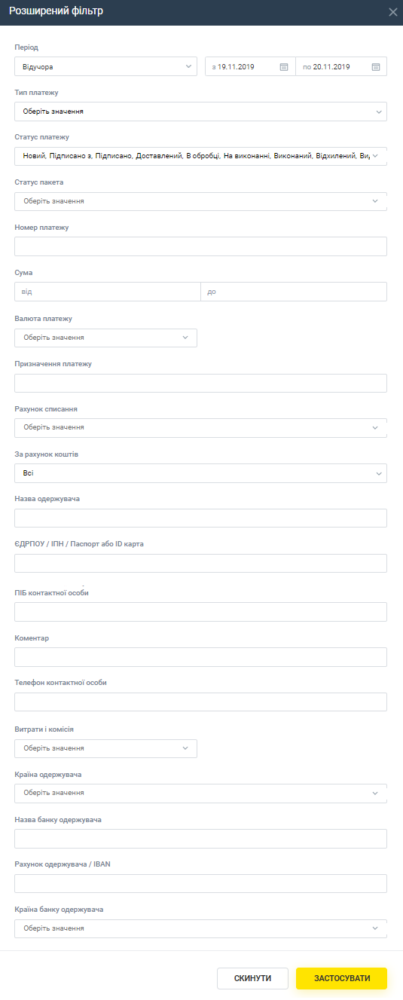 Розширений фільтр
Період
Відучора
з 19.11.2019
по 20.11.2019
Тип платежу
Оберіть значення
Статус платежу
Новий, Підписано з, Підписано, Доставлений, В обробці, На виконанні, Виконаний, Відхилений,
Статус пакета
Оберіть значення
Номер платежу
Сума
від
до
Валюта платежу
Оберіть значення
Призначення платежу
Рахунок списання
Оберіть значення
За рахунок коштів
Всі
Назва одержувача
ЄДРПОУ / ІПН / Паспорт або ID карта
ПІБ контактної особи
Коментар
Телефон контактної особи
Витрати і комісія
Оберіть значення
Країна одержувача
Оберіть значення
Назва банку одержувача
Рахунок одержувача / IBAN
Країна банку одержувача
Оберіть значення
СКИНУТИ
ЗАСТОСУВАТИ